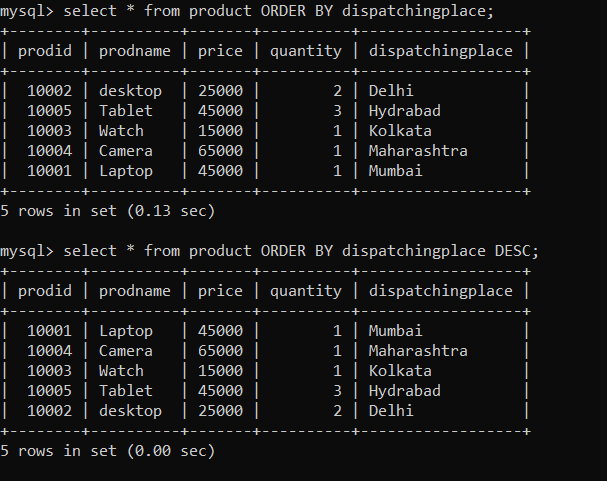 mysql> select * from product ORDER BY dispatchingplace;
+--------+----------+-------+----------+------------------+
| prodid | prodname | price | quantity | dispatchingplace |
+--------+----------+-------+----------+------------------+
|  10002 | desktop  | 25000 |        2 | Delhi            |
|  10005 | Tablet   | 45000 |        3 | Hydrabad         |
|  10003 | Watch    | 15000 |        1 | Kolkata          |
|  10004 | Camera   | 65000 |        1 | Maharashtra      |
|  10001 | Laptop   | 45000 |        1 | Mumbai           |
+--------+----------+-------+----------+------------------+
5 rows in set (0.13 sec)

mysql> select * from product ORDER BY dispatchingplace DESC;
+--------+----------+-------+----------+------------------+
| prodid | prodname | price | quantity | dispatchingplace |
+--------+----------+-------+----------+------------------+
|  10001 | Laptop   | 45000 |        1 | Mumbai           |
|  10004 | Camera   | 65000 |        1 | Maharashtra      |
|  10003 | Watch    | 15000 |        1 | Kolkata          |
|  10005 | Tablet   | 45000 |        3 | Hydrabad         |
|  10002 | desktop  | 25000 |        2 | Delhi            |
+--------+----------+-------+----------+------------------+
5 rows in set (0.00 sec)